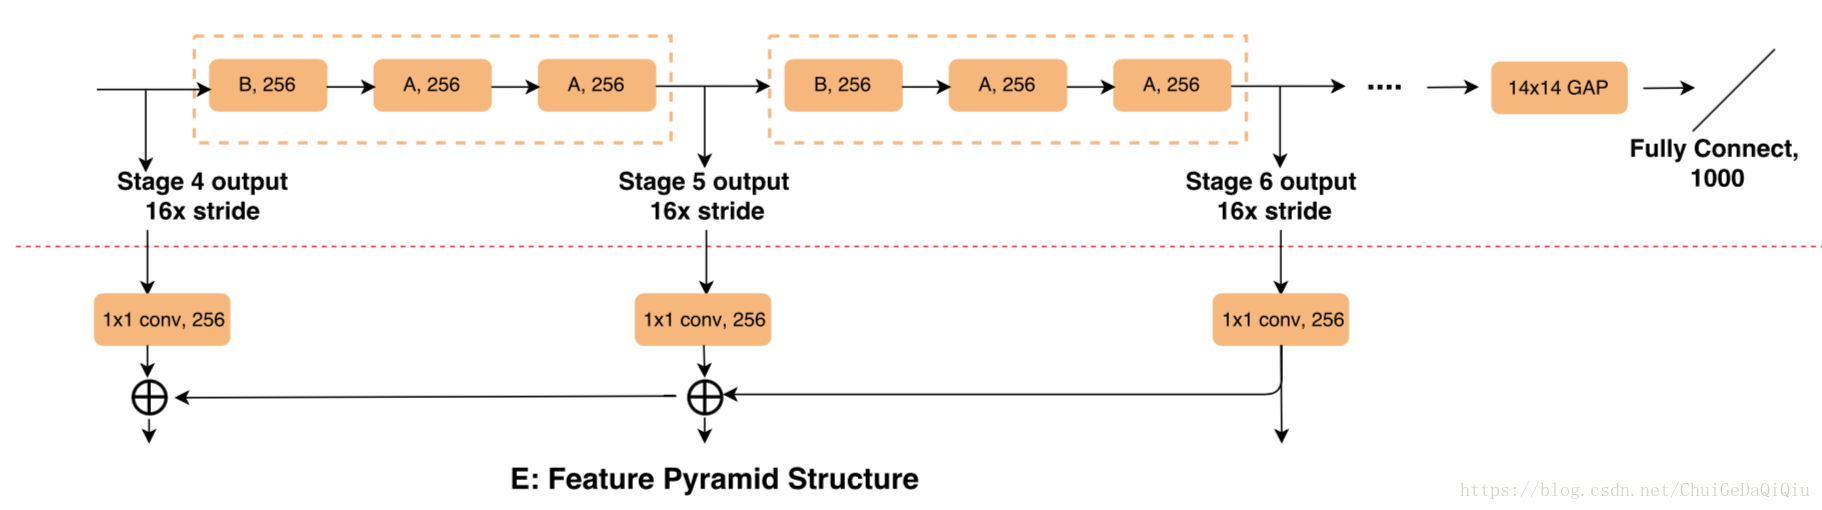 B, 256
A, 256
A, 256
B, 256
A, 256
A, 256
....
14x14 GAP
Fully Connect,
1000
Stage 4 output
16x stride
Stage 5 output
16x stride
Stage 6 output
16x stride
1x1 conv, 256
1x1 conv, 256
1x1 conv, 256
E: Feature Pyramid Structure
https://blog.csdn.net/ChuiGeDaQiQiu